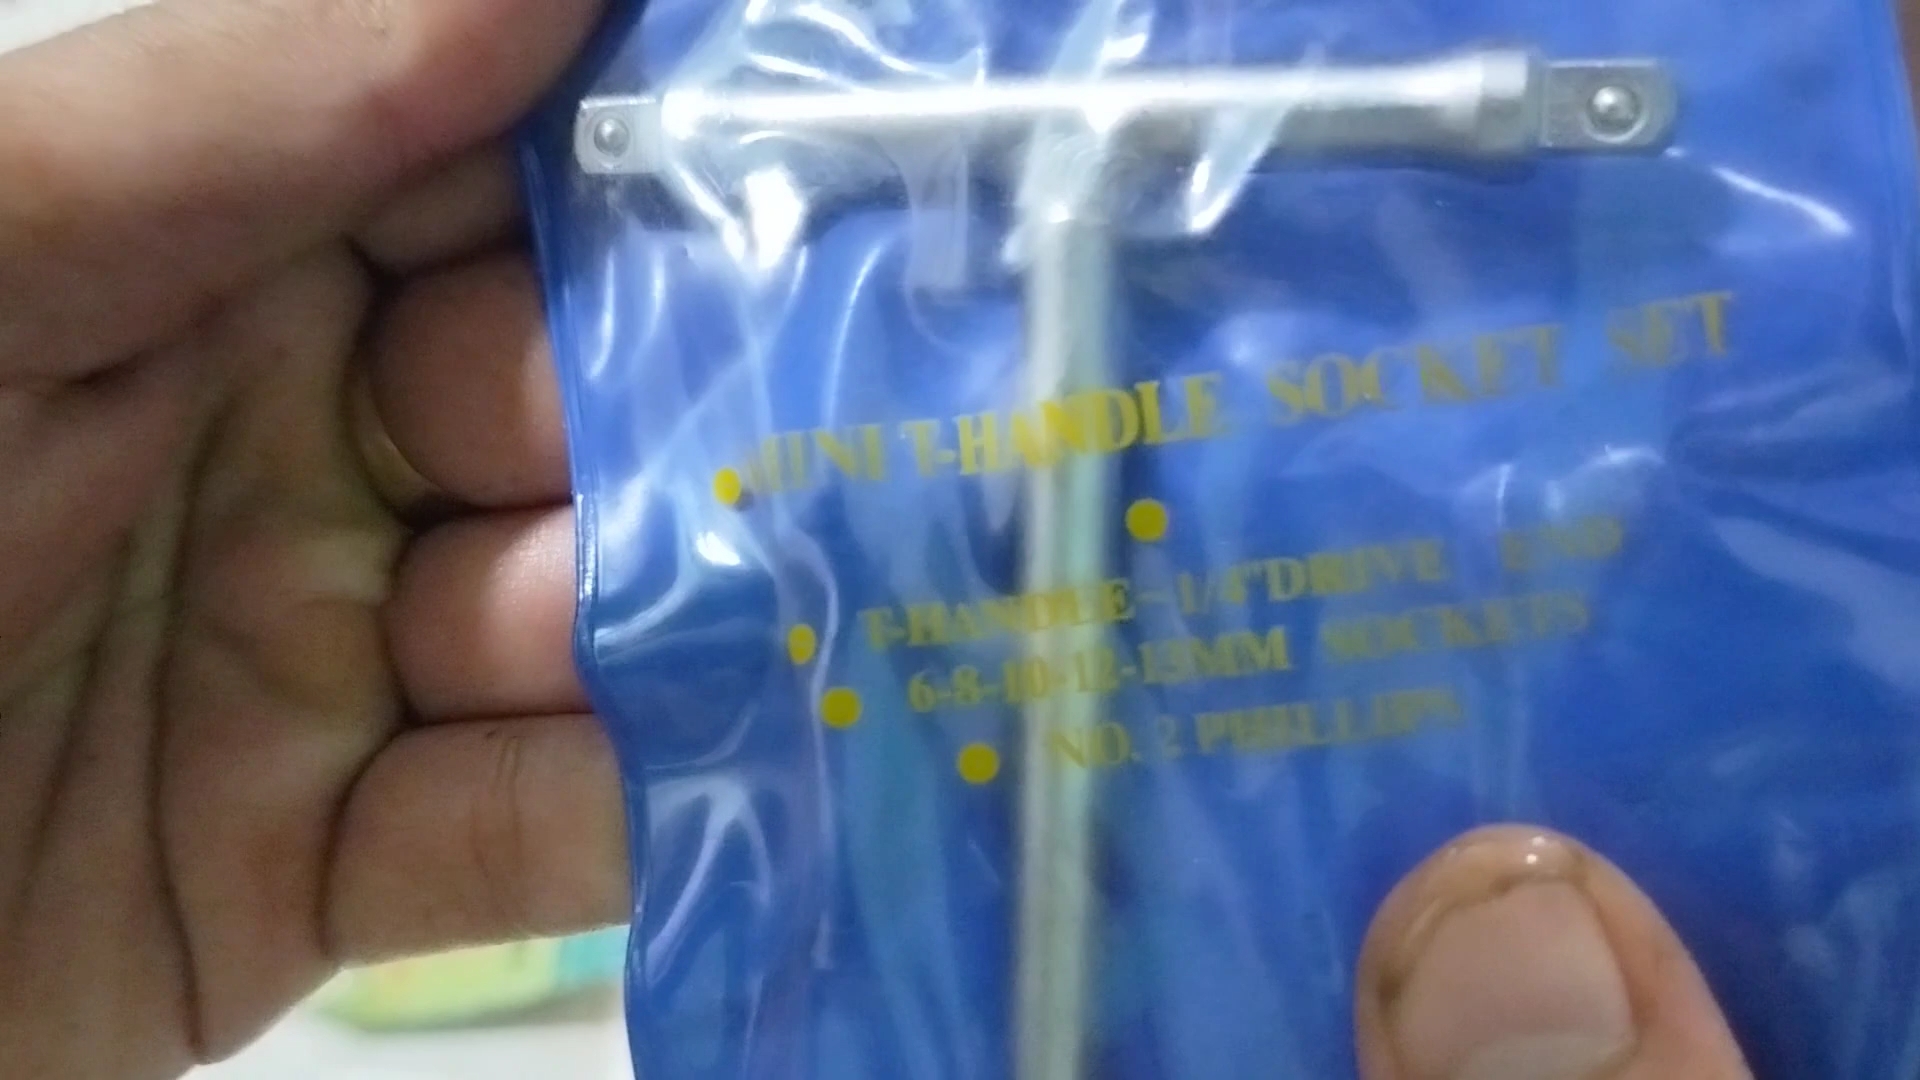 MINI T-HANDLE SOCKET SET
T-HANDLE-1/4"DRIVE END
6-8-10-12-13MM SOCKETS
NO. 2 PHILLIPS